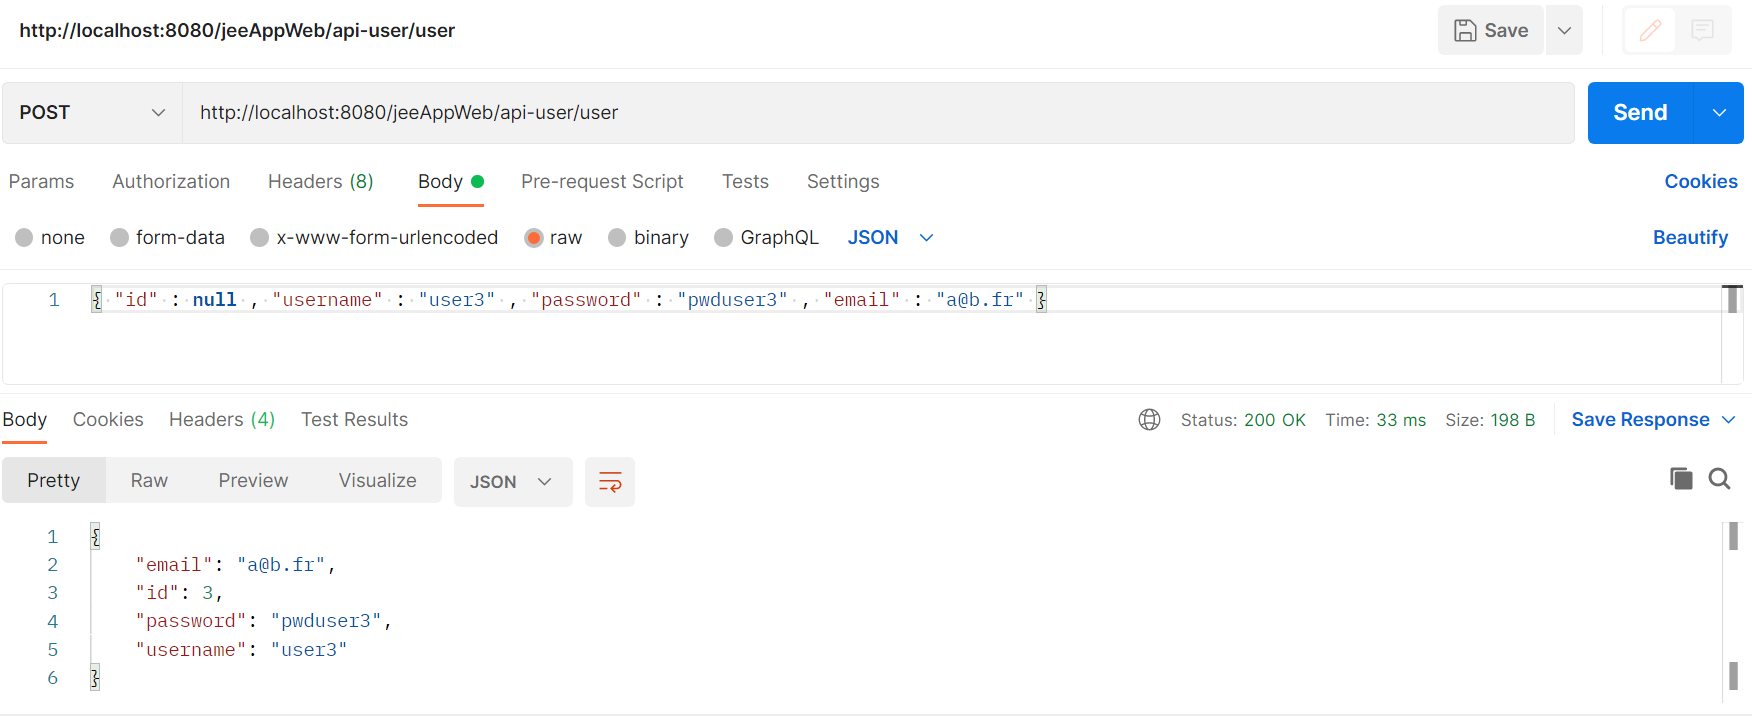 http://localhost:8080/jeeAppWeb/api-user/user
Save
POST
http://localhost:8080/jeeAppWeb/api-user/user
Send
Params Authorization Headers (8) Body Pre-request Script Tests Settings Cookies
none form-data x-www-form-urlencoded raw binary GraphQL JSON Beautify
1 { "id" : null , "username" : "user3" , "password" : "pwduser3" , "email" : "a@b.fr" }
Body Cookies Headers (4) Test Results Status: 200 OK Time: 33 ms Size: 198 B Save Response
Pretty Raw Preview Visualize JSON
1 {
2 "email": "a@b.fr",
3 "id": 3,
4 "password": "pwduser3",
5 "username": "user3"
6 }